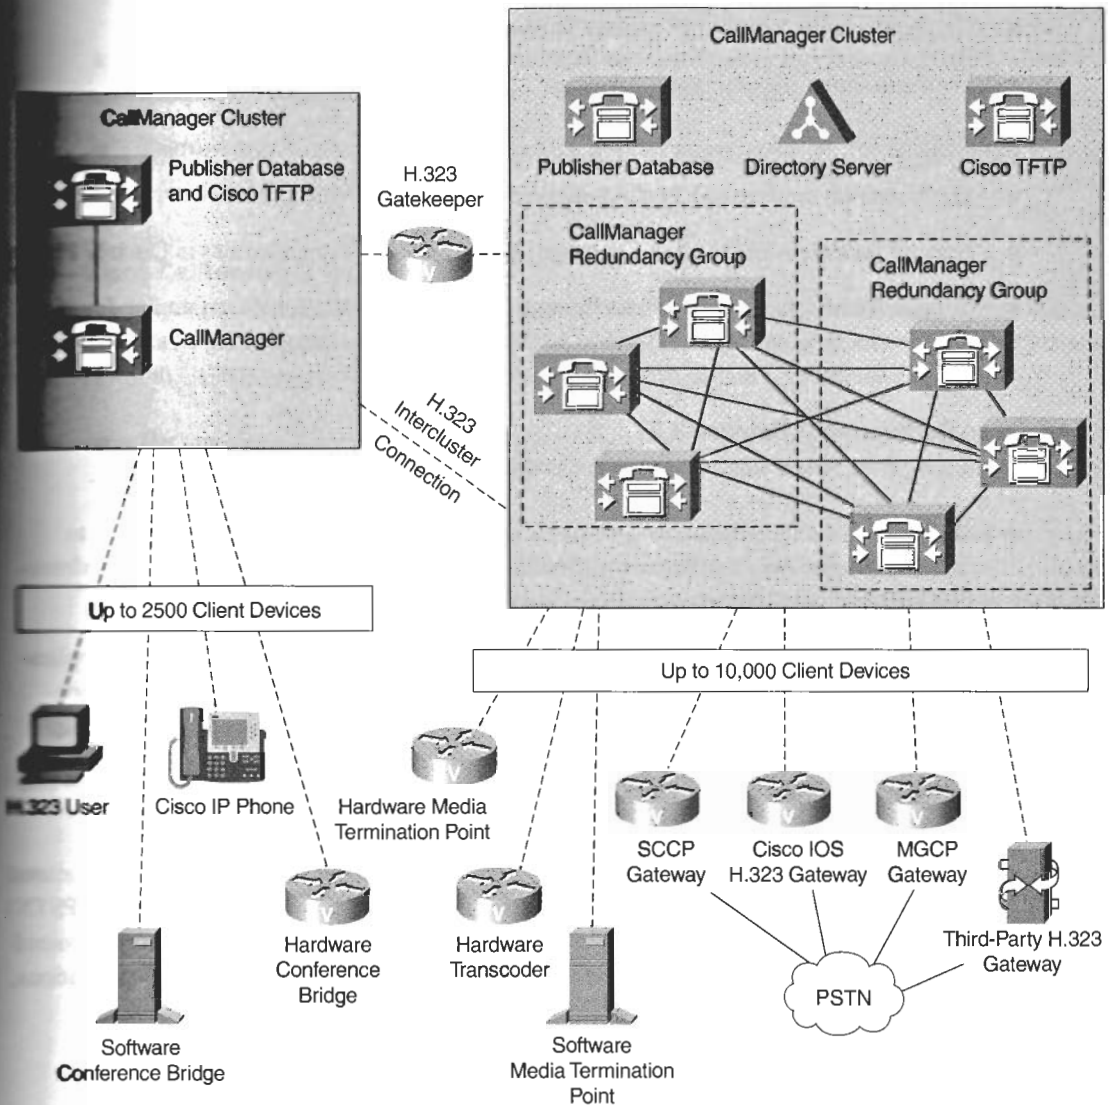 CallManager Cluster
Publisher Database
and Cisco TFTP
CallManager
H.323
Gatekeeper
H.323
Intercluster
Connection
CallManager Cluster
Publisher Database
Directory Server
Cisco TFTP
CallManager
Redundancy Group
CallManager
Redundancy Group
Up to 2500 Client Devices
Up to 10,000 Client Devices
H.323 User
Cisco IP Phone
Hardware Media
Termination Point
SCCP
Gateway
Cisco IOS
H.323 Gateway
MGCP
Gateway
Hardware
Conference
Bridge
Hardware
Transcoder
Third-Party H.323
Gateway
PSTN
Software
Conference Bridge
Software
Media Termination
Point
V
V
V
V
V
V
V